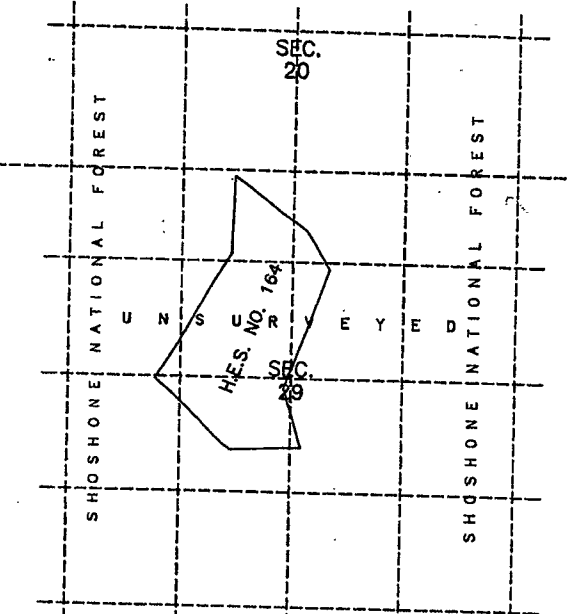 SEC.
20
SHOSHONE NATIONAL FOREST
SHOSHONE NATIONAL FOREST
H.E.S. NO. 164
UNSURVEYED
SEC.
29